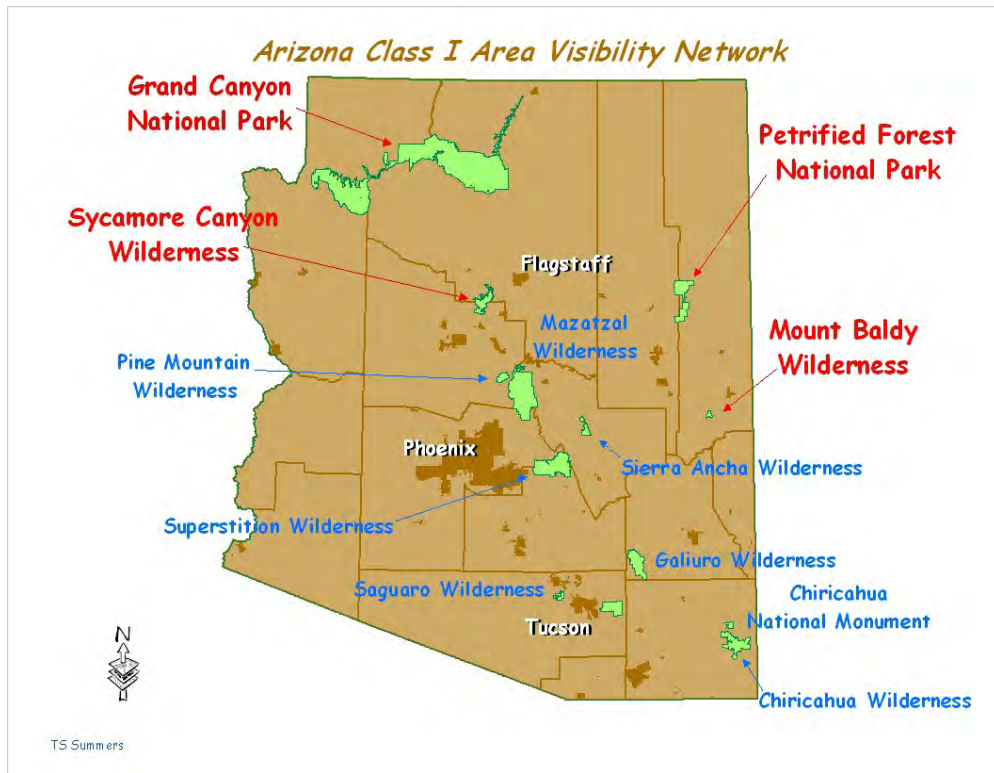 Arizona Class I Area Visibility Network
Grand Canyon
National Park
Petrified Forest
National Park
Sycamore Canyon
Wilderness
Flagstaff
Mazatzal
Wilderness
Mount Baldy
Wilderness
Pine Mountain
Wilderness
Phoenix
Sierra Ancha Wilderness
Superstition Wilderness
Galiuro Wilderness
Saguaro Wilderness
Chiricahua
National Monument
Tucson
N
Chiricahua Wilderness
TS Summers